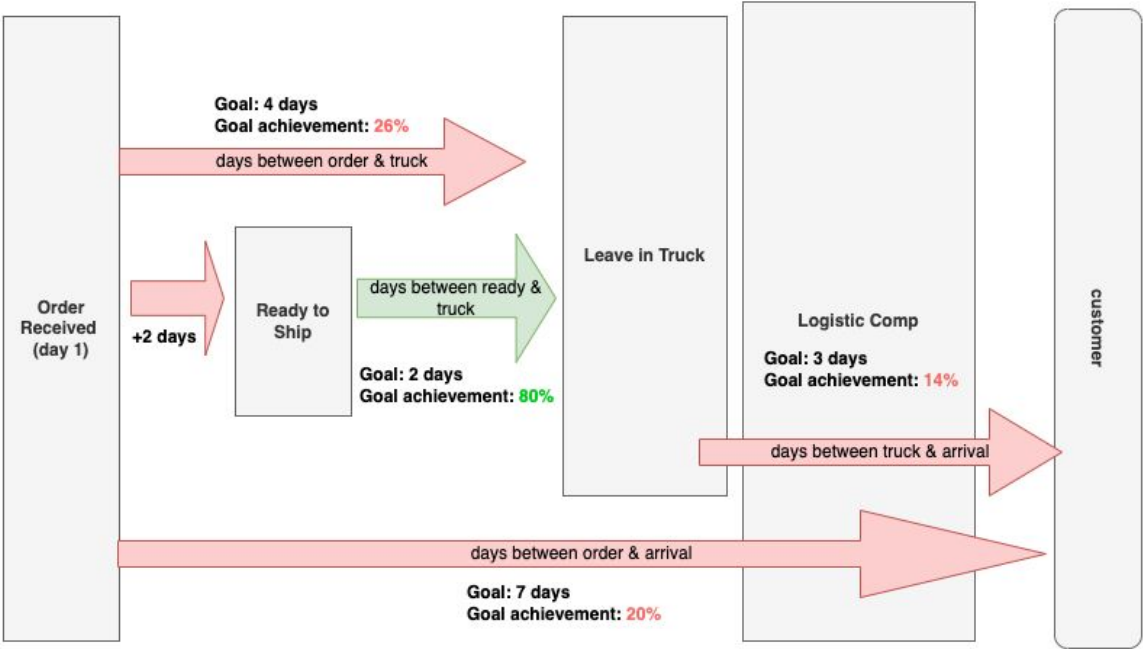 Goal: 4 days
Goal achievement: 26%
days between order & truck
Order
Received
(day 1)
+2 days
Ready to
Ship
days between ready &
truck
Goal: 2 days
Goal achievement: 80%
Leave in Truck
Logistic Comp
Goal: 3 days
Goal achievement: 14%
days between truck & arrival
customer
days between order & arrival
Goal: 7 days
Goal achievement: 20%